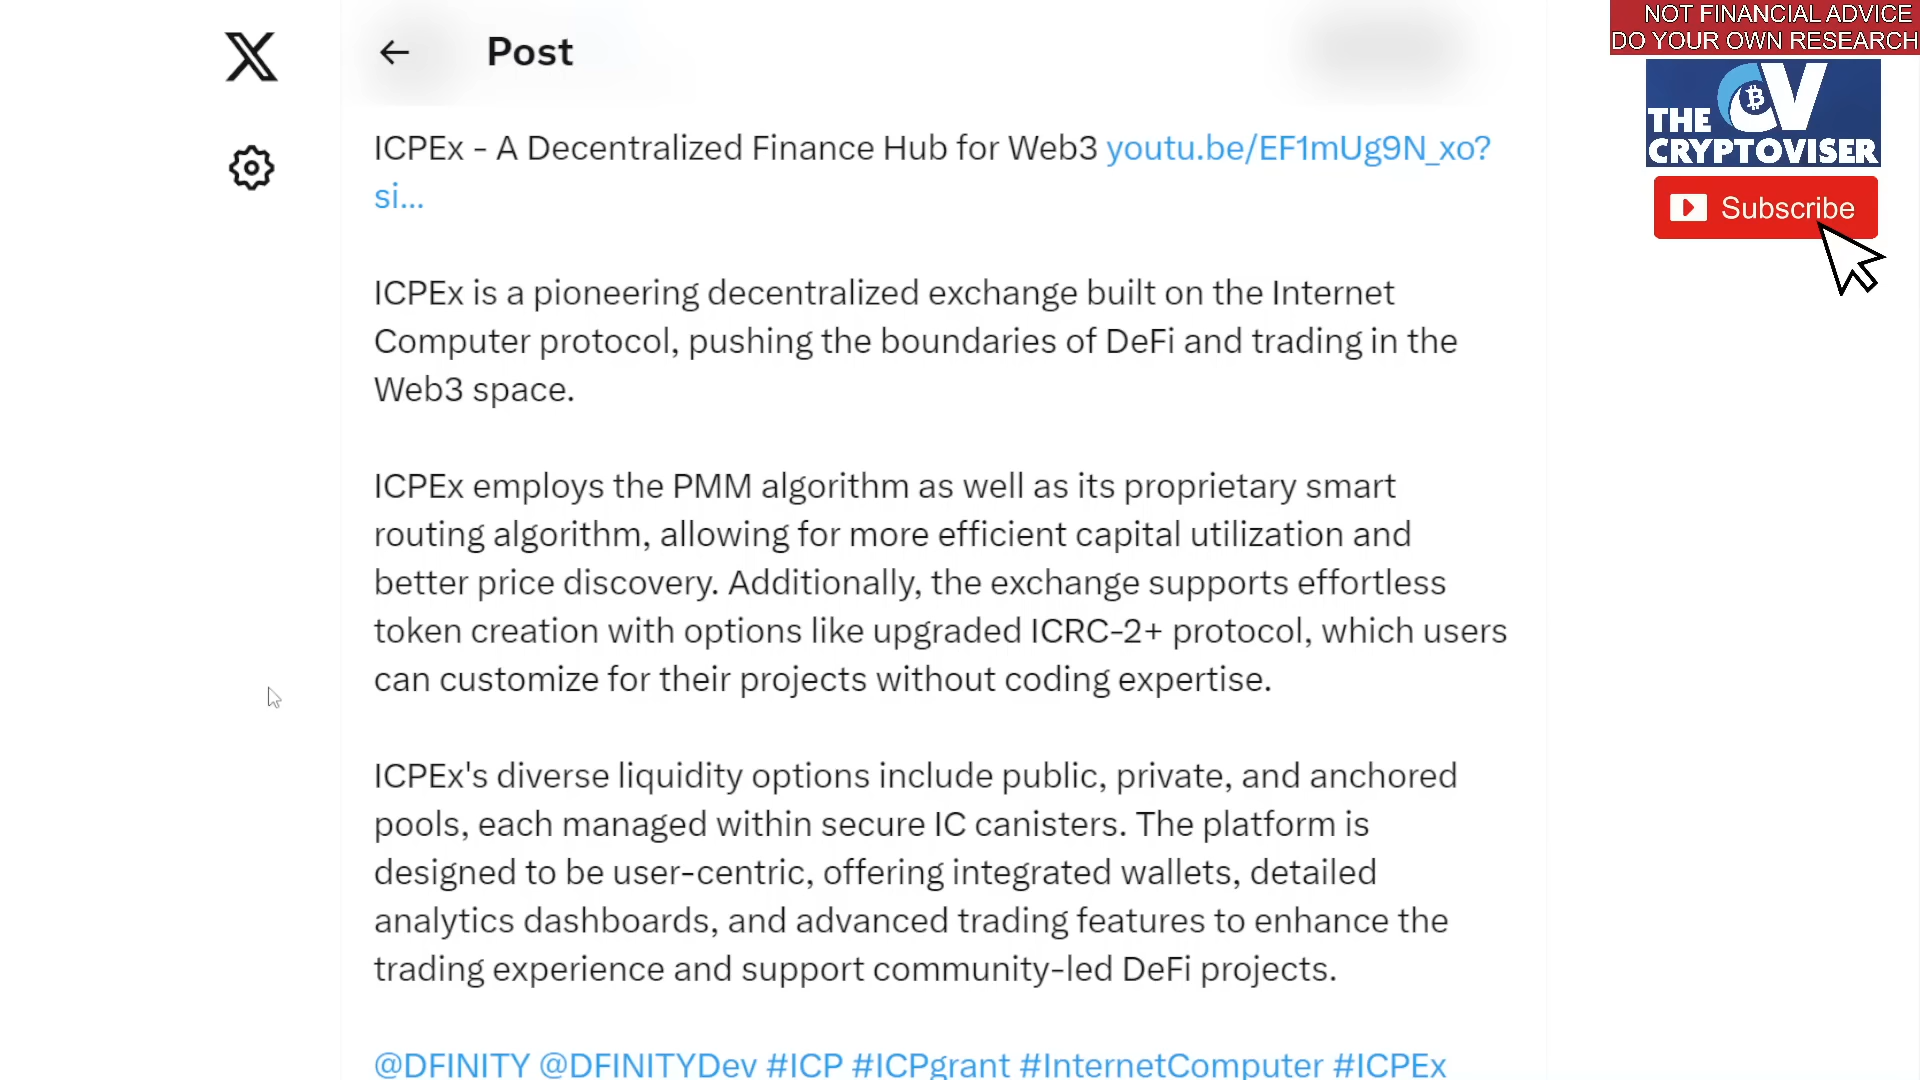 NOT FINANCIAL ADVICE
DO YOUR OWN RESEARCH
Post
THE CV
CRYPTOVISER
Subscribe
ICPEx - A Decentralized Finance Hub for Web3 youtu.be/EF1mUg9N_xo?
si...
ICPEx is a pioneering decentralized exchange built on the Internet
Computer protocol, pushing the boundaries of DeFi and trading in the
Web3 space.
ICPEx employs the PMM algorithm as well as its proprietary smart
routing algorithm, allowing for more efficient capital utilization and
better price discovery. Additionally, the exchange supports effortless
token creation with options like upgraded ICRC-2+ protocol, which users
can customize for their projects without coding expertise.
ICPEx's diverse liquidity options include public, private, and anchored
pools, each managed within secure IC canisters. The platform is
designed to be user-centric, offering integrated wallets, detailed
analytics dashboards, and advanced trading features to enhance the
trading experience and support community-led DeFi projects.
@DFINITY @DFINITYDev #ICP #ICPgrant #InternetComputer #ICPEx